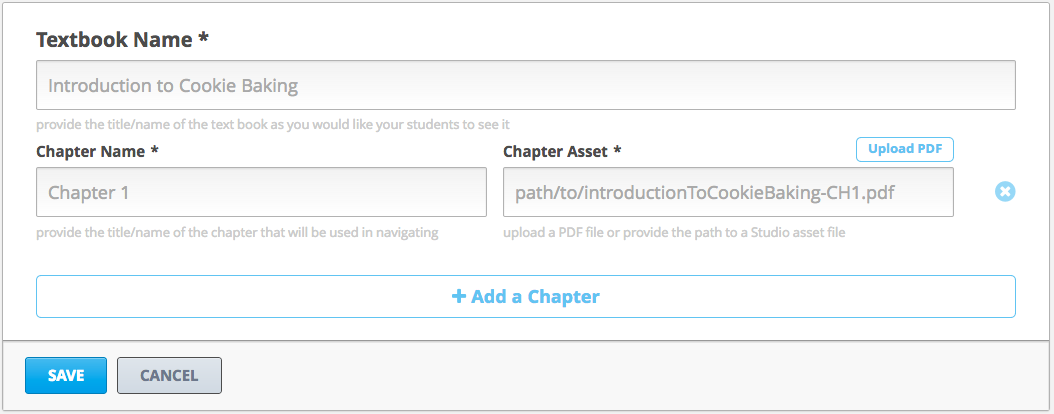 Textbook Name *
Introduction to Cookie Baking
provide the title/name of the text book as you would like your students to see it
Chapter Name *
Chapter Asset *
Upload PDF
Chapter 1
path/to/introductionToCookieBaking-CH1.pdf
provide the title/name of the chapter that will be used in navigating
upload a PDF file or provide the path to a Studio asset file
+ Add a Chapter
SAVE
CANCEL